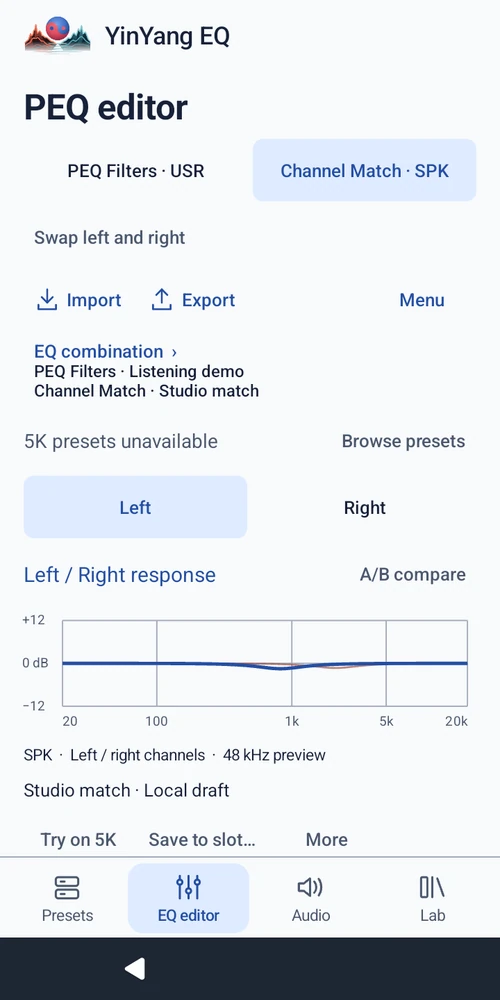 YinYang EQ
PEQ editor
PEQ Filters · USR
Channel Match · SPK
Swap left and right
Import
Export
Menu
EQ combination ›
PEQ Filters · Listening demo
Channel Match · Studio match
5K presets unavailable
Browse presets
Left
Right
Left / Right response
A/B compare
+12
0 dB
−12
20
100
1k
5k
20k
SPK · Left / right channels · 48 kHz preview
Studio match · Local draft
Try on 5K
Save to slot…
More
Presets
EQ editor
Audio
Lab